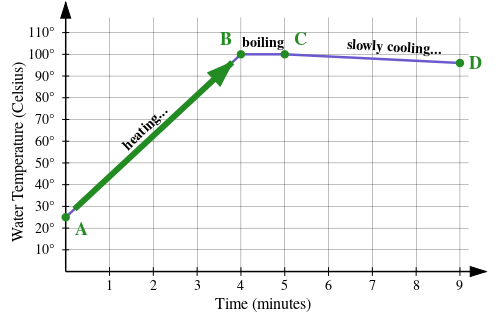 110°
100°
90°
80°
70°
60°
50°
40°
30°
20°
10°
Water Temperature (Celsius)
A
heating...
B
boiling
C
slowly cooling...
D
1 2 3 4 5 6 7 8 9
Time (minutes)